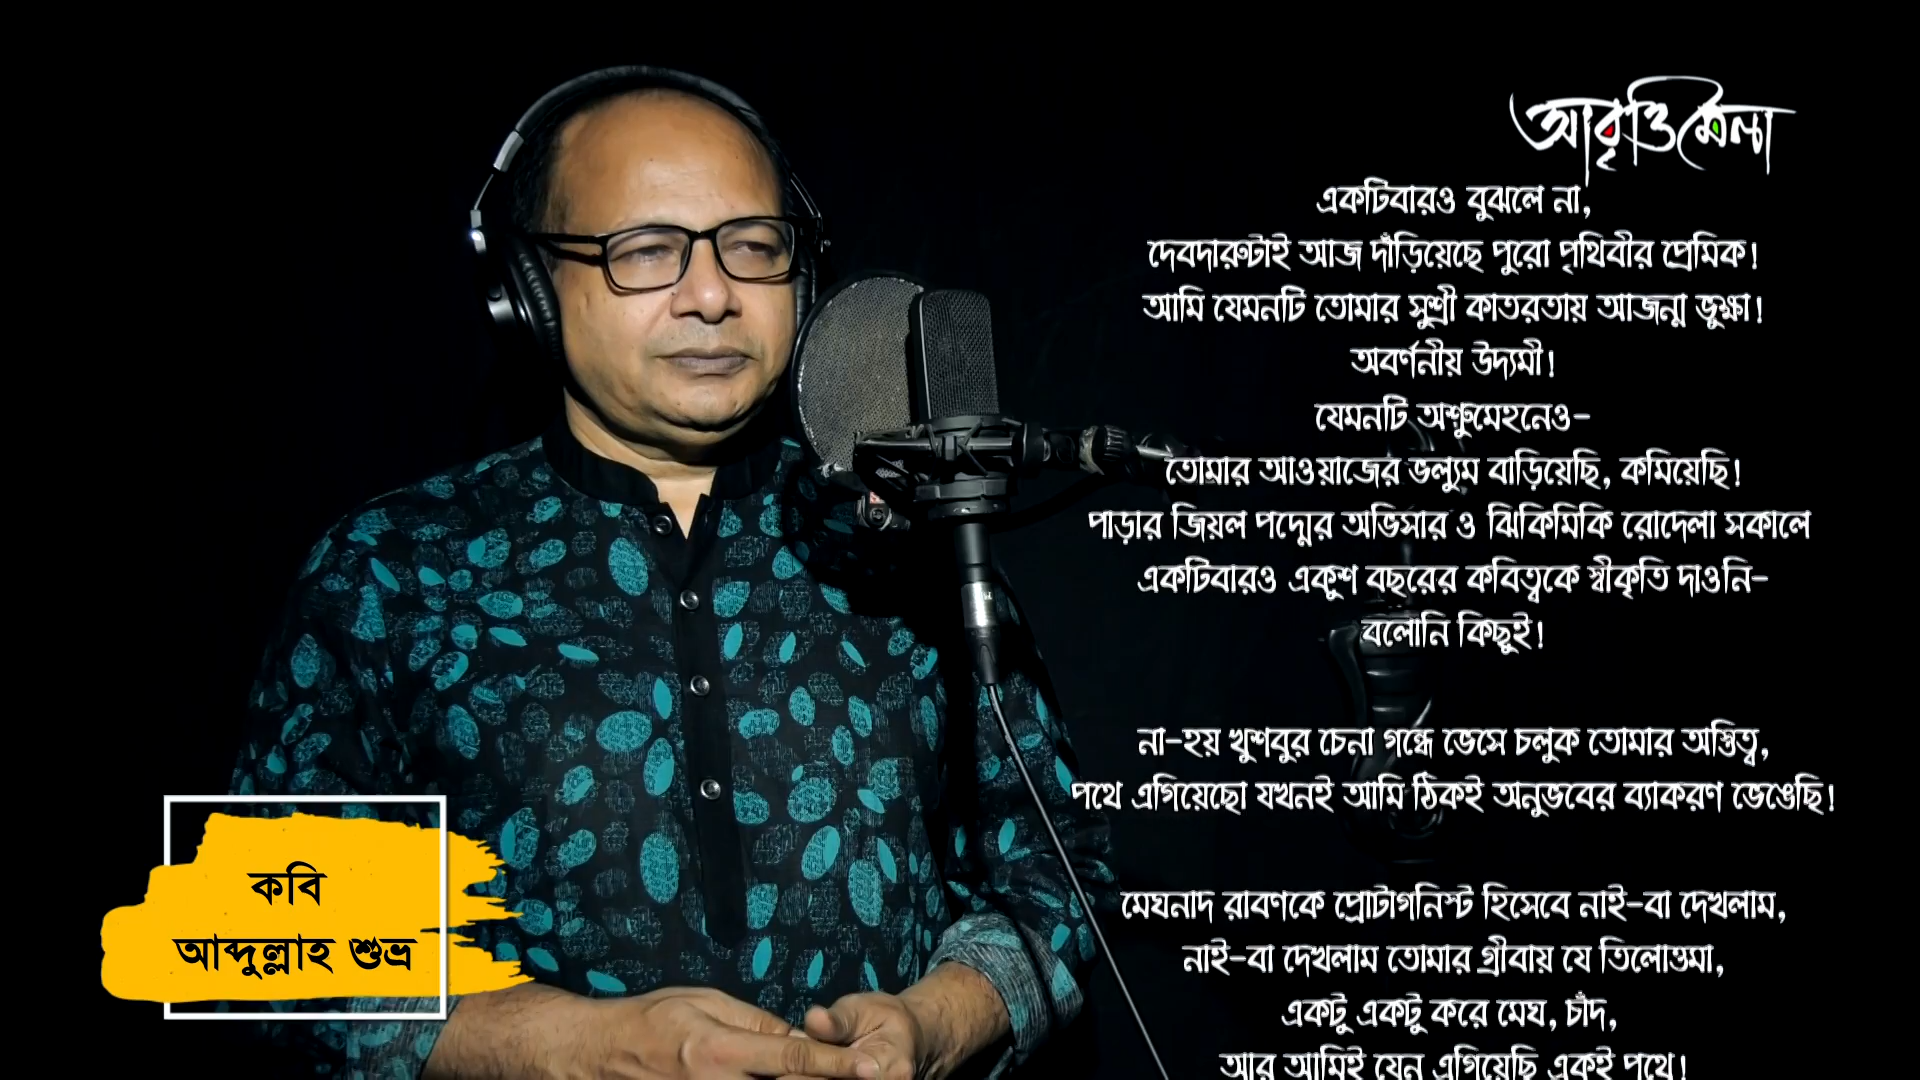 আবৃত্তিমেলা
একটিবারও বুঝলে না,
দেবদারুটাই আজ দাঁড়িয়েছে পুরো পৃথিবীর প্রেমিক!
আমি যেমনটি তোমার সুশ্রী কাতরতায় আজন্ম ভুক্ষা!
অবর্ণনীয় উদ্যমী!
যেমনটি অশ্রুমেহনেও-
তোমার আওয়াজের ভল্যুম বাড়িয়েছি, কমিয়েছি!
পাড়ার জিয়ল পদ্মের অভিসার ও ঝিকিমিকি রোদেলা সকালে
একটিবারও একুশ বছরের কবিত্বকে স্বীকৃতি দাওনি-
বলোনি কিছুই!
না-হয় খুশবুর চেনা গন্ধে ভেসে চলুক তোমার অস্তিত্ব,
পথে এগিয়েছো যখনই আমি ঠিকই অনুভবের ব্যাকরণ ভেঙেছি!
মেঘনাদ রাবণকে প্রোটাগনিস্ট হিসেবে নাই-বা দেখলাম,
নাই-বা দেখলাম তোমার গ্রীবায় যে তিলোত্তমা,
একটু একটু করে মেঘ, চাঁদ,
আর আমিই যেন এগিয়েছি একই পথে!
কবি
আব্দুল্লাহ শুভ্র